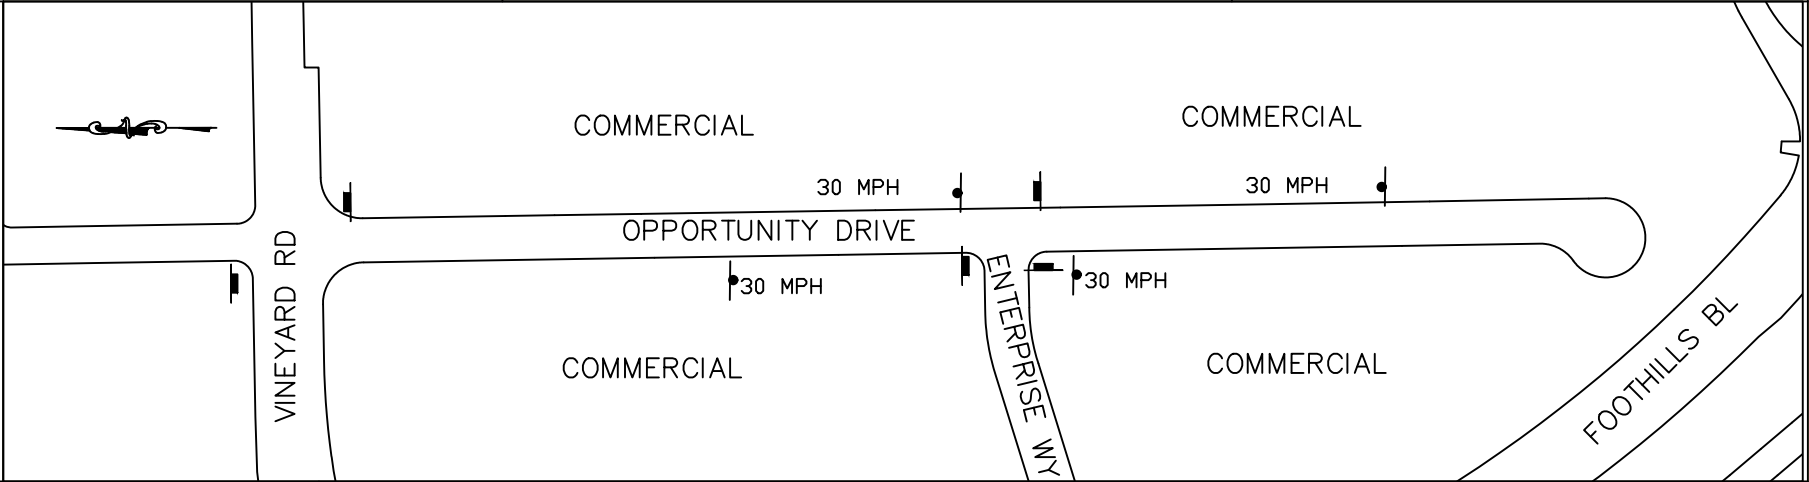 COMMERCIAL
COMMERCIAL
30 MPH
30 MPH
OPPORTUNITY DRIVE
VINEYARD RD
30 MPH
30 MPH
ENTERPRISE WY
COMMERCIAL
COMMERCIAL
FOOTHILLS BL